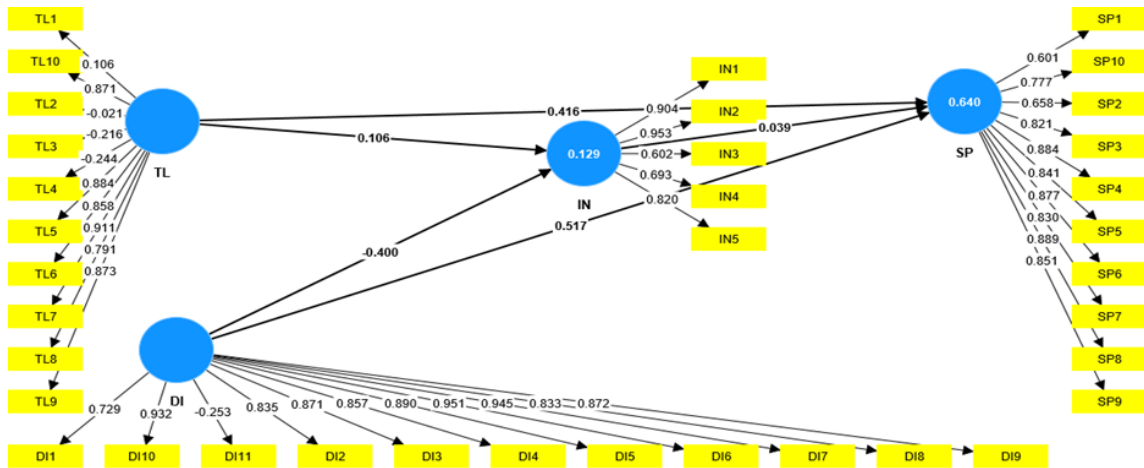 TL1
TL10
TL2
TL3
TL4
TL5
TL6
TL7
TL8
TL9
0.106
0.871
-0.021
-0.216
-0.244
0.884
0.858
0.911
0.791
0.873
TL
0.416
0.106
-0.400
0.517
0.039
0.129
IN
0.904
0.953
0.602
0.693
0.820
IN1
IN2
IN3
IN4
IN5
0.640
SP
0.601
0.777
0.658
0.821
0.884
0.841
0.877
0.830
0.889
0.851
SP1
SP10
SP2
SP3
SP4
SP5
SP6
SP7
SP8
SP9
DI
0.729
0.932
-0.253
0.835
0.871
0.857
0.890
0.951
0.945
0.833
0.872
DI1
DI10
DI11
DI2
DI3
DI4
DI5
DI6
DI7
DI8
DI9